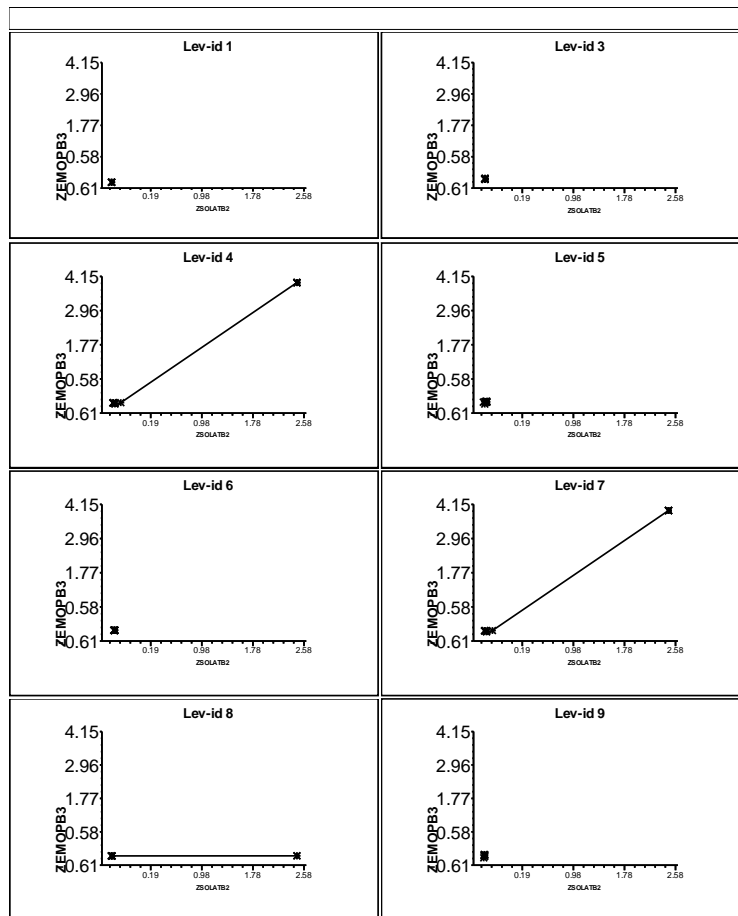 Lev-id 1
4.15
2.96
1.77
0.58
0.61
ZEMOPB3
0.19 0.98 1.78 2.58
ZSOLATB2
Lev-id 3
4.15
2.96
1.77
0.58
0.61
ZEMOPB3
0.19 0.98 1.78 2.58
ZSOLATB2
Lev-id 4
4.15
2.96
1.77
0.58
0.61
ZEMOPB3
0.19 0.98 1.78 2.58
ZSOLATB2
Lev-id 5
4.15
2.96
1.77
0.58
0.61
ZEMOPB3
0.19 0.98 1.78 2.58
ZSOLATB2
Lev-id 6
4.15
2.96
1.77
0.58
0.61
ZEMOPB3
0.19 0.98 1.78 2.58
ZSOLATB2
Lev-id 7
4.15
2.96
1.77
0.58
0.61
ZEMOPB3
0.19 0.98 1.78 2.58
ZSOLATB2
Lev-id 8
4.15
2.96
1.77
0.58
0.61
ZEMOPB3
0.19 0.98 1.78 2.58
ZSOLATB2
Lev-id 9
4.15
2.96
1.77
0.58
0.61
ZEMOPB3
0.19 0.98 1.78 2.58
ZSOLATB2